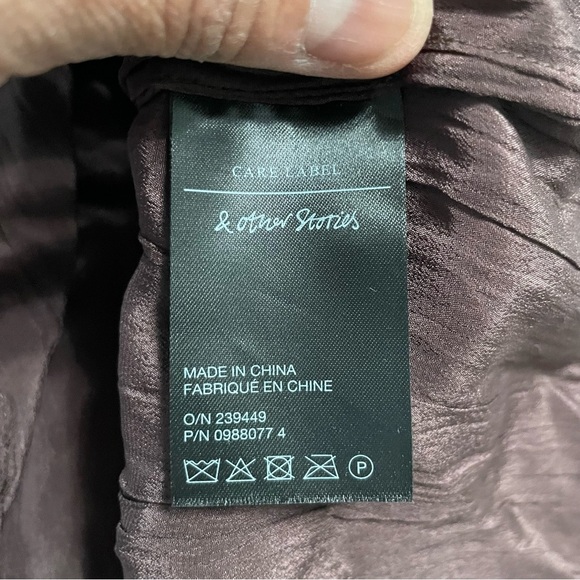 CARE LABEL
& other Stories
MADE IN CHINA
FABRIQUÉ EN CHINE
O/N 239449
P/N 0988077 4
P